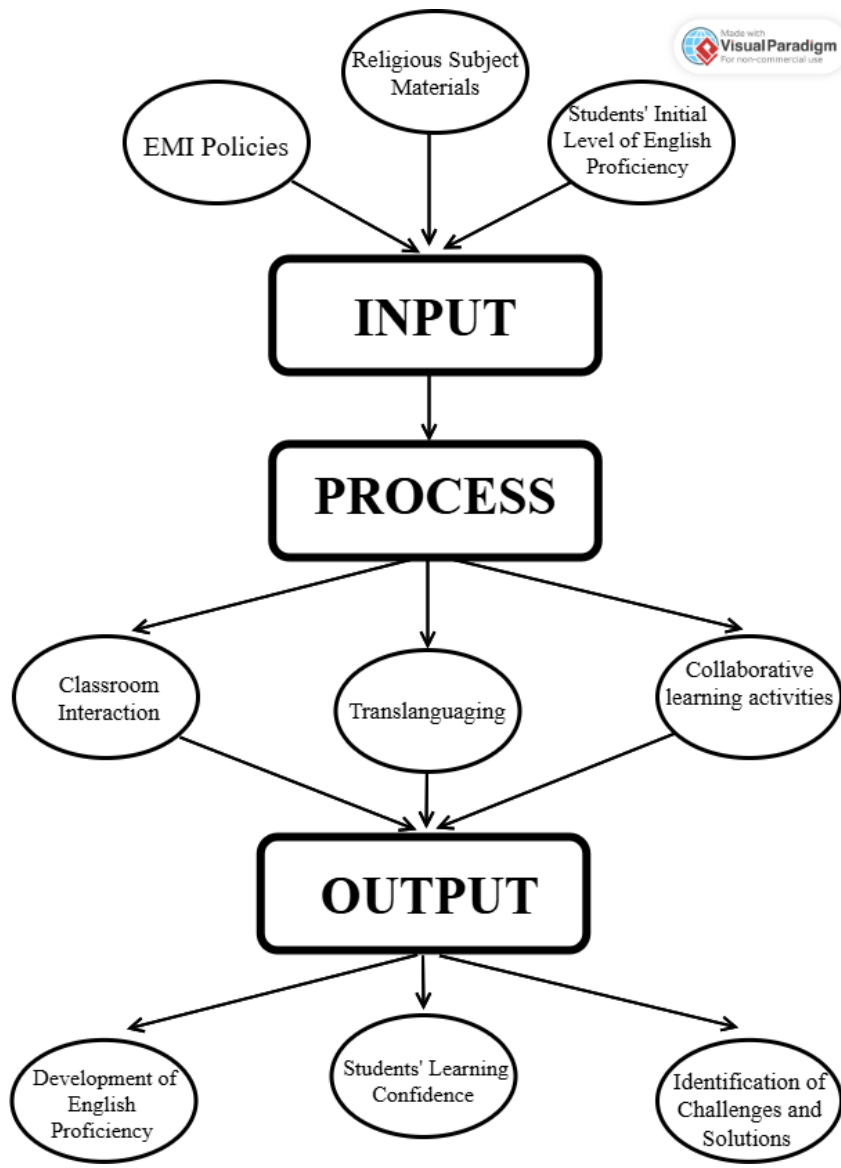 Made with
Visual Paradigm
For non-commercial use
Religious Subject
Materials
EMI Policies
Students' Initial
Level of English
Proficiency
INPUT
PROCESS
Classroom
Interaction
Translanguaging
Collaborative
learning activities
OUTPUT
Development of
English
Proficiency
Students' Learning
Confidence
Identification of
Challenges and
Solutions